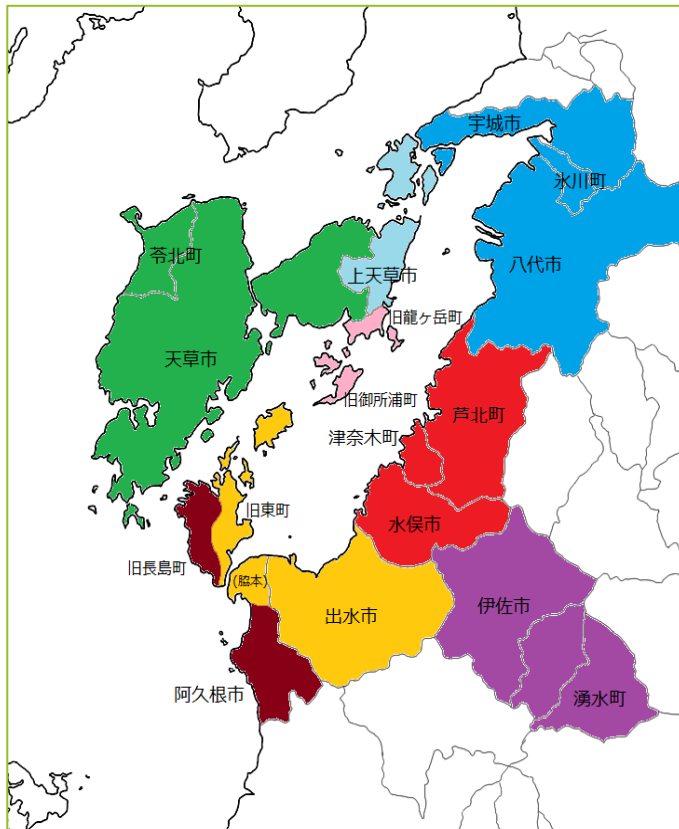 宇城市
氷川町
苓北町
上天草市
八代市
旧龍ヶ岳町
天草市
旧御所浦町
芦北町
津奈木町
旧東町
水俣市
旧長島町
(脇本)
伊佐市
出水市
阿久根市
湧水町